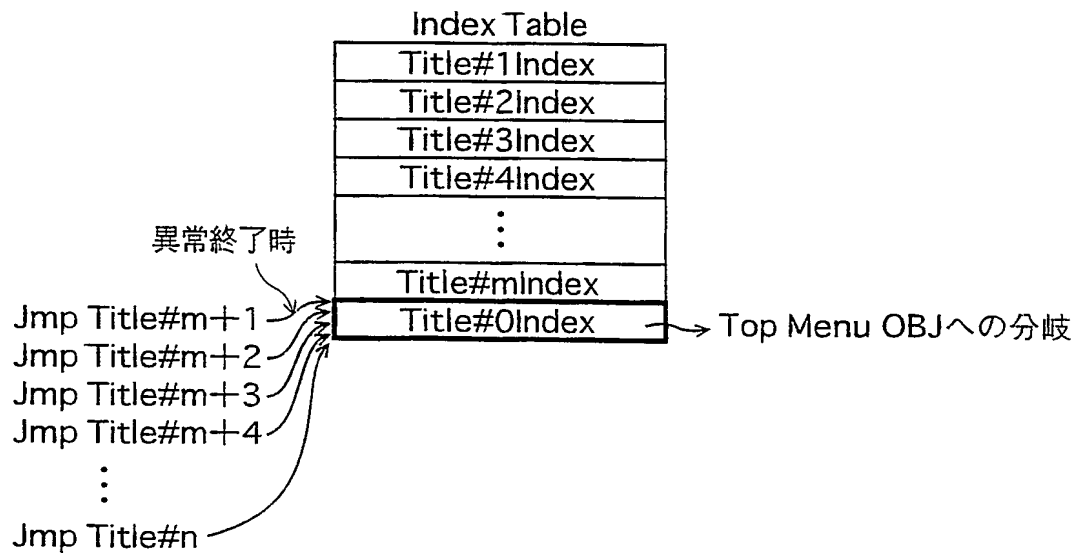 Index Table
Title#1Index
Title#2Index
Title#3Index
Title#4Index
⋮
異常終了時
Title#mIndex
Jmp Title#m+1
Title#0Index
Top Menu OBJへの分岐
Jmp Title#m+2
Jmp Title#m+3
Jmp Title#m+4
⋮
Jmp Title#n